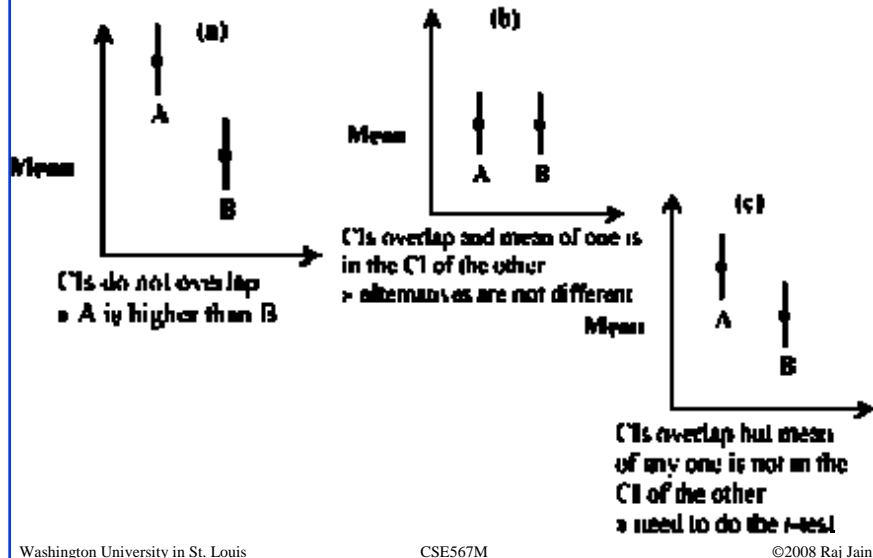 (a)
Mean
A
B
CIs do not overlap
⇒ A is higher than B
(b)
Mean
A
B
CIs overlap and mean of one is
in the CI of the other
⇒ alternatives are not different
(c)
Mean
A
B
CIs overlap but mean
of any one is not in the
CI of the other
⇒ need to do the t-test
Washington University in St. Louis
CSE567M
©2008 Raj Jain